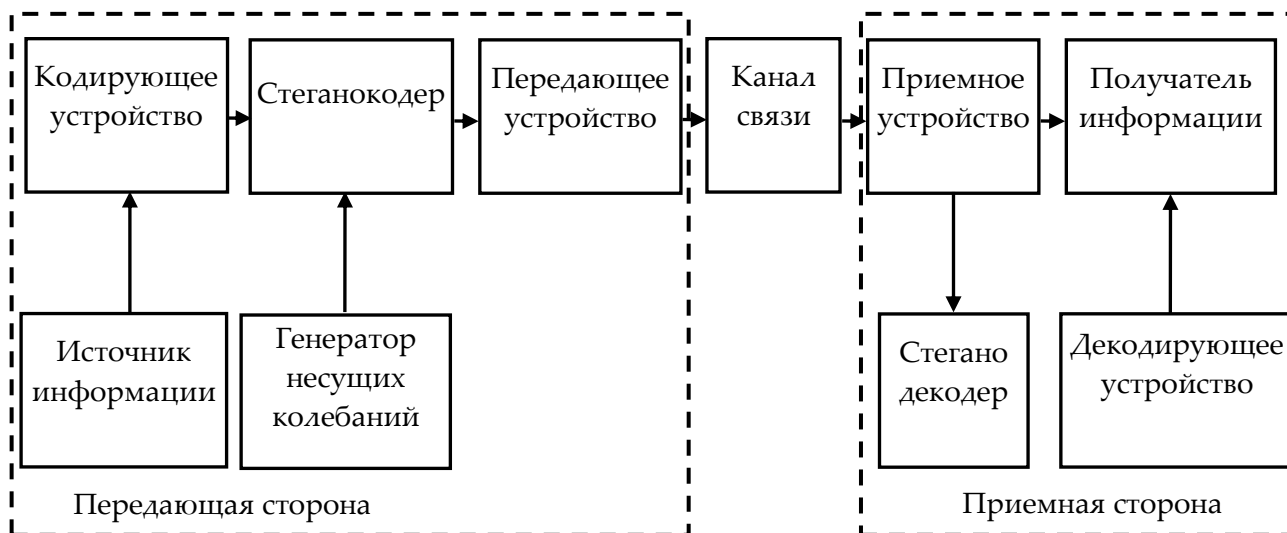 Кодирующее
устройство
Стеганокодер
Передающее
устройство
Канал
связи
Приемное
устройство
Получатель
информации
Источник
информации
Генератор
несущих
колебаний
Стегано
декодер
Декодирующее
устройство
Передающая сторона
Приемная сторона